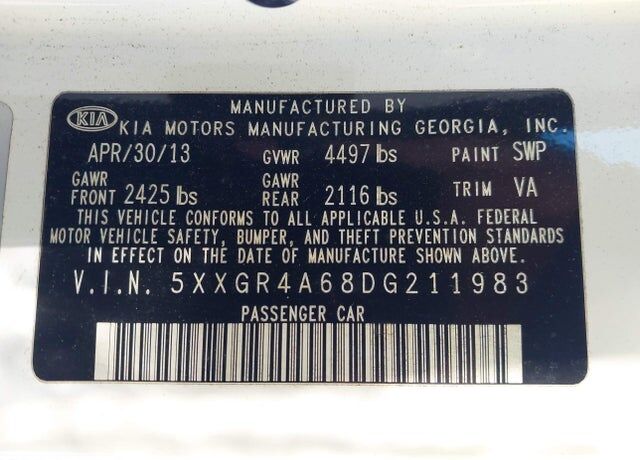 MANUFACTURED BY
KIA KIA MOTORS MANUFACTURING GEORGIA, INC.
APR/30/13 GVWR 4497 lbs PAINT SWP
GAWR FRONT 2425 lbs GAWR REAR 2116 lbs TRIM VA
THIS VEHICLE CONFORMS TO ALL APPLICABLE U.S.A. FEDERAL
MOTOR VEHICLE SAFETY, BUMPER, AND THEFT PREVENTION STANDARDS
IN EFFECT ON THE DATE OF MANUFACTURE SHOWN ABOVE.
V.I.N. 5XXGR4A68DG211983
PASSENGER CAR